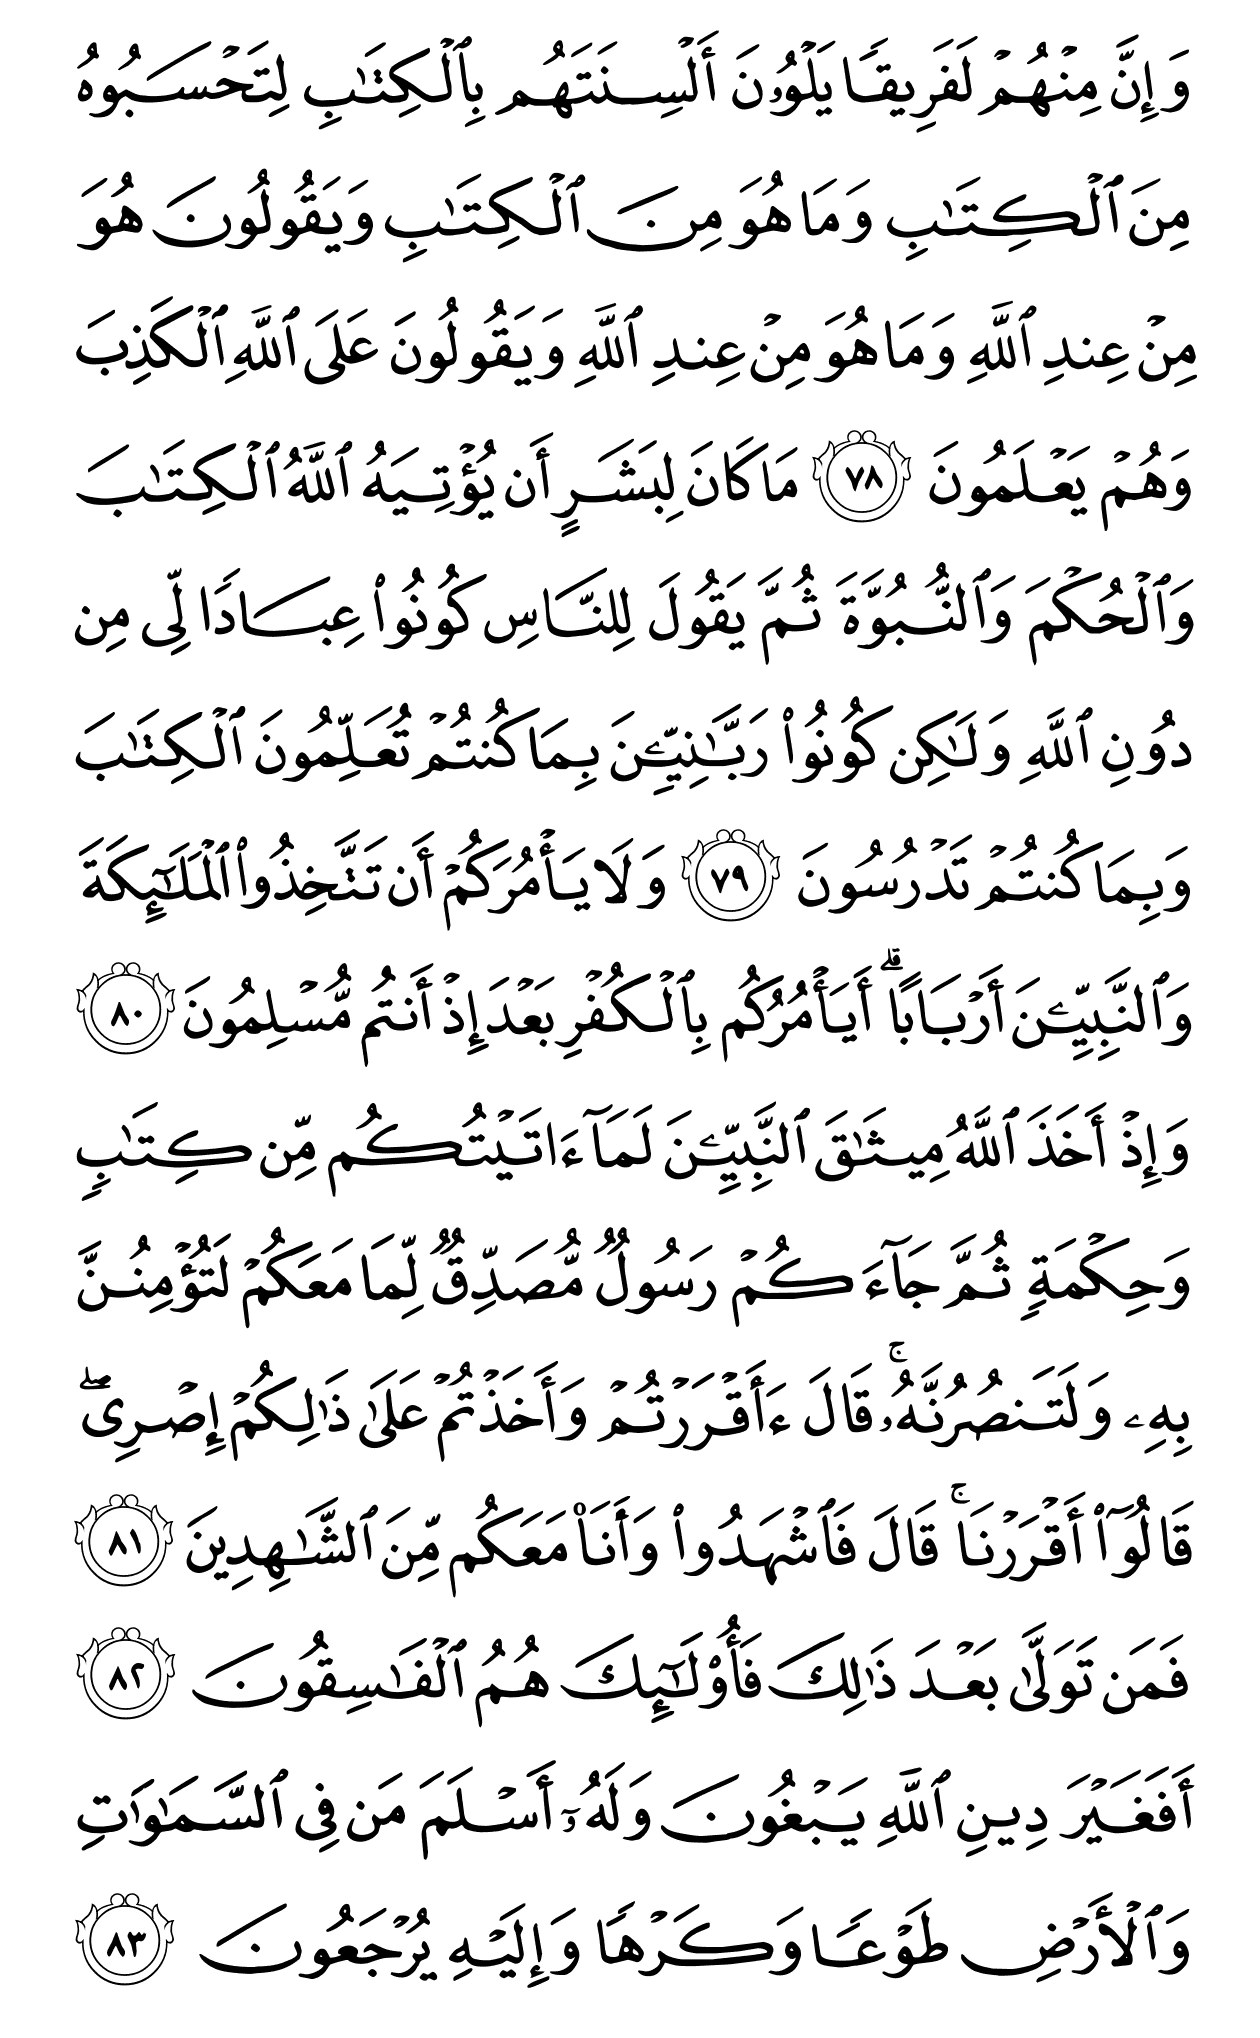 وَإِنَّ مِنۡهُمۡ لَفَرِيقٗا يَلۡوُۥنَ أَلۡسِنَتَهُم بِٱلۡكِتَٰبِ لِتَحۡسَبُوهُ
مِنَ ٱلۡكِتَٰبِ وَمَا هُوَ مِنَ ٱلۡكِتَٰبِ وَيَقُولُونَ هُوَ
مِنۡ عِندِ ٱللَّهِ وَمَا هُوَ مِنۡ عِندِ ٱللَّهِ وَيَقُولُونَ عَلَى ٱللَّهِ ٱلۡكَذِبَ
وَهُمۡ يَعۡلَمُونَ ٧٨ مَا كَانَ لِبَشَرٍ أَن يُؤۡتِيَهُ ٱللَّهُ ٱلۡكِتَٰبَ
وَٱلۡحُكۡمَ وَٱلنُّبُوَّةَ ثُمَّ يَقُولَ لِلنَّاسِ كُونُواْ عِبَادٗا لِّي مِن
دُونِ ٱللَّهِ وَلَٰكِن كُونُواْ رَبَّٰنِيِّـۧنَ بِمَا كُنتُمۡ تُعَلِّمُونَ ٱلۡكِتَٰبَ
وَبِمَا كُنتُمۡ تَدۡرُسُونَ ٧٩ وَلَا يَأۡمُرَكُمۡ أَن تَتَّخِذُواْ ٱلۡمَلَٰٓئِكَةَ
وَٱلنَّبِيِّـۧنَ أَرۡبَابًاۗ أَيَأۡمُرُكُم بِٱلۡكُفۡرِ بَعۡدَ إِذۡ أَنتُم مُّسۡلِمُونَ ٨٠
وَإِذۡ أَخَذَ ٱللَّهُ مِيثَٰقَ ٱلنَّبِيِّـۧنَ لَمَآ ءَاتَيۡتُكُم مِّن كِتَٰبٖ
وَحِكۡمَةٖ ثُمَّ جَآءَكُمۡ رَسُولٞ مُّصَدِّقٞ لِّمَا مَعَكُمۡ لَتُؤۡمِنُنَّ
بِهِۦ وَلَتَنصُرُنَّهُۥۚ قَالَ ءَأَقۡرَرۡتُمۡ وَأَخَذۡتُمۡ عَلَىٰ ذَٰلِكُمۡ إِصۡرِيۖ
قَالُوٓاْ أَقۡرَرۡنَاۚ قَالَ فَٱشۡهَدُواْ وَأَنَا۠ مَعَكُم مِّنَ ٱلشَّٰهِدِينَ ٨١
فَمَن تَوَلَّىٰ بَعۡدَ ذَٰلِكَ فَأُوْلَٰٓئِكَ هُمُ ٱلۡفَٰسِقُونَ ٨٢
أَفَغَيۡرَ دِينِ ٱللَّهِ يَبۡغُونَ وَلَهُۥٓ أَسۡلَمَ مَن فِي ٱلسَّمَٰوَٰتِ
وَٱلۡأَرۡضِ طَوۡعٗا وَكَرۡهٗا وَإِلَيۡهِ يُرۡجَعُونَ ٨٣